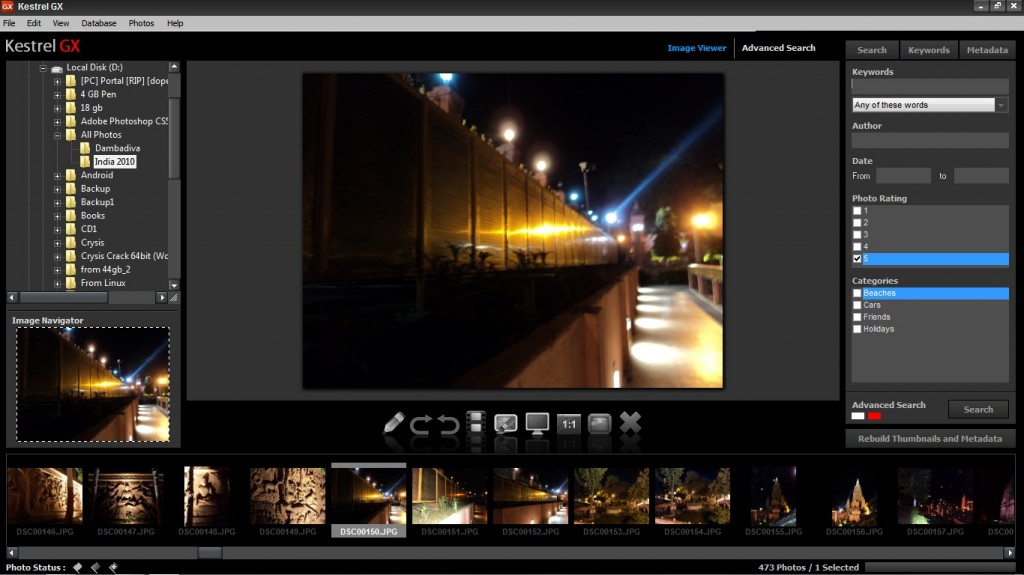 GX Kestrel GX
File Edit View Database Photos Help
Kestrel GX
Image Viewer Advanced Search
Search Keywords Metadata
Local Disk (D:)
[PC] Portal [RIP] [dope
4 GB Pen
18 gb
Adobe Photoshop CS5
All Photos
Dambadiva
India 2010
Android
Backup
Backup1
Books
CD1
Crysis
Crysis Crack 64bit (Wo
from 44gb_2
From Linux
Image Navigator
Keywords
Any of these words
Author
Date
From to
Photo Rating
1
2
3
4
5
Categories
Beaches
Cars
Friends
Holidays
Advanced Search
Search
Rebuild Thumbnails and Metadata
1:1
DSC00146.JPG DSC00147.JPG DSC00148.JPG DSC00149.JPG DSC00150.JPG DSC00151.JPG DSC00152.JPG DSC00153.JPG DSC00154.JPG DSC00155.JPG DSC00156.JPG DSC00157.JPG DSC00
Photo Status :
473 Photos / 1 Selected